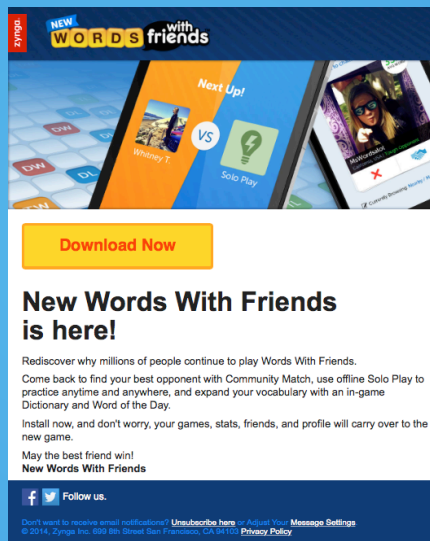 zynga
NEW
WORDS with friends
Next Up!
Whitney T.
VS
Solo Play
MsWordsalot
DW
DL
DW
DL
DW
Download Now
New Words With Friends
is here!
Rediscover why millions of people continue to play Words With Friends.
Come back to find your best opponent with Community Match, use offline Solo Play to
practice anytime and anywhere, and expand your vocabulary with an in-game
Dictionary and Word of the Day.
Install now, and don't worry, your games, stats, friends, and profile will carry over to the
new game.
May the best friend win!
New Words With Friends
Follow us.
Don't want to receive email notifications? Unsubscribe here or Adjust Your Message Settings
© 2014, Zynga Inc. 699 8th Street San Francisco, CA 94103 Privacy Policy